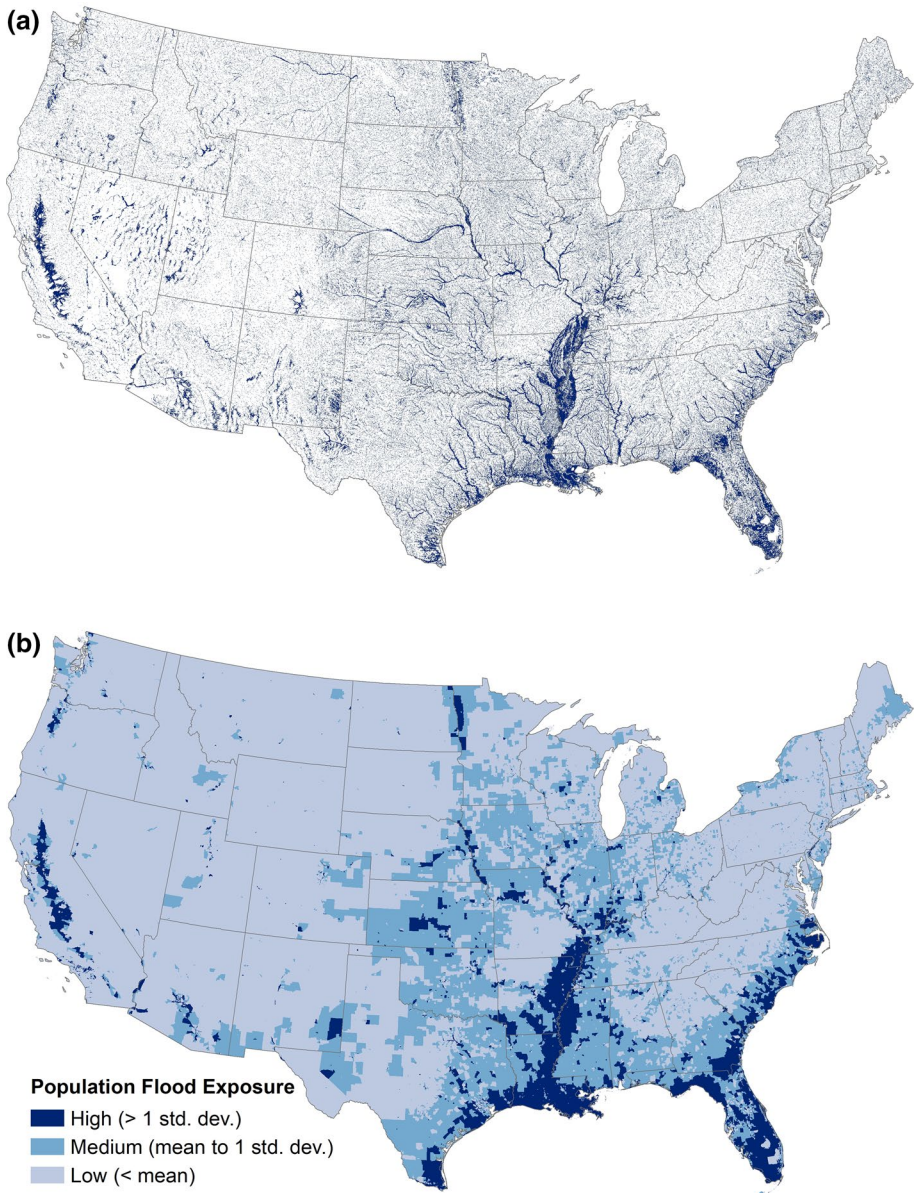 (a)
(b)
Population Flood Exposure
High (> 1 std. dev.)
Medium (mean to 1 std. dev.)
Low (< mean)